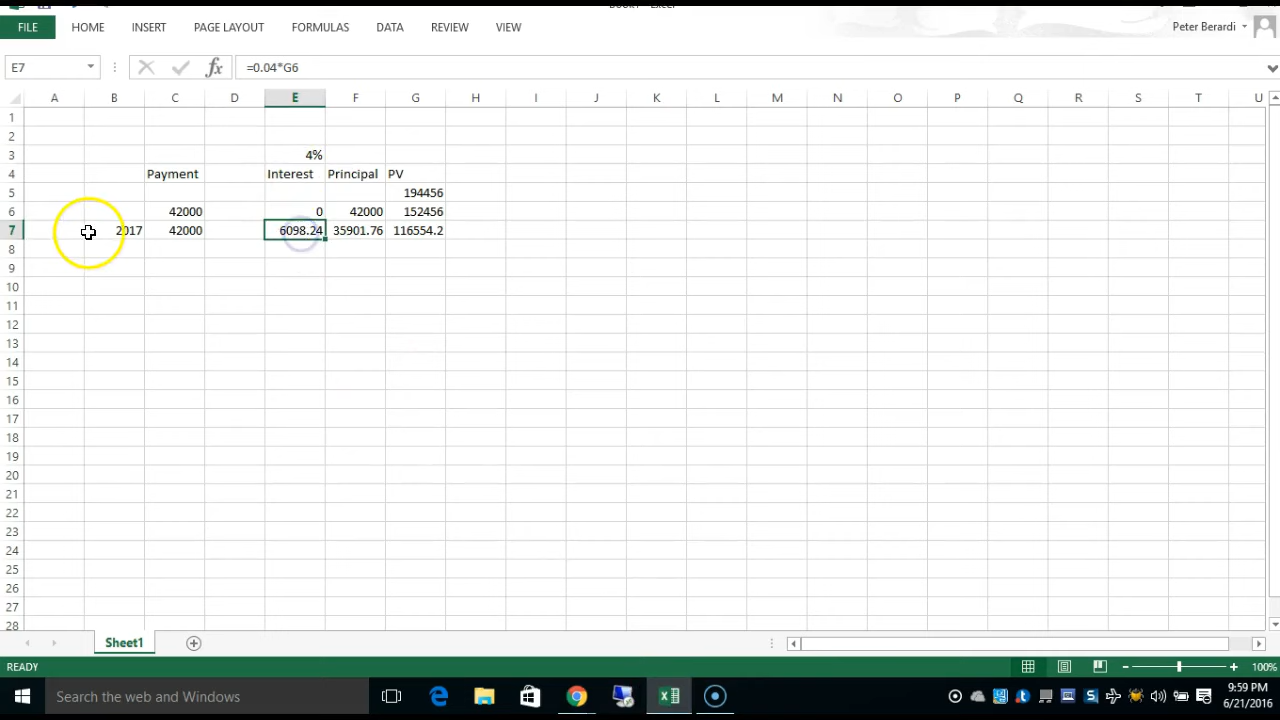 FILE HOME INSERT PAGE LAYOUT FORMULAS DATA REVIEW VIEW Peter Berardi
E7 fx =0.04*G6
A B C D E F G H I J K L M N O P Q R S T U
1
2
3 4%
4 Payment Interest Principal PV
5 194456
6 42000 0 42000 152456
7 2017 42000 6098.24 35901.76 116554.2
8
9
10
11
12
13
14
15
16
17
18
19
20
21
22
23
24
25
26
27
28
Sheet1
READY 100%
Search the web and Windows
9:59 PM
6/21/2016